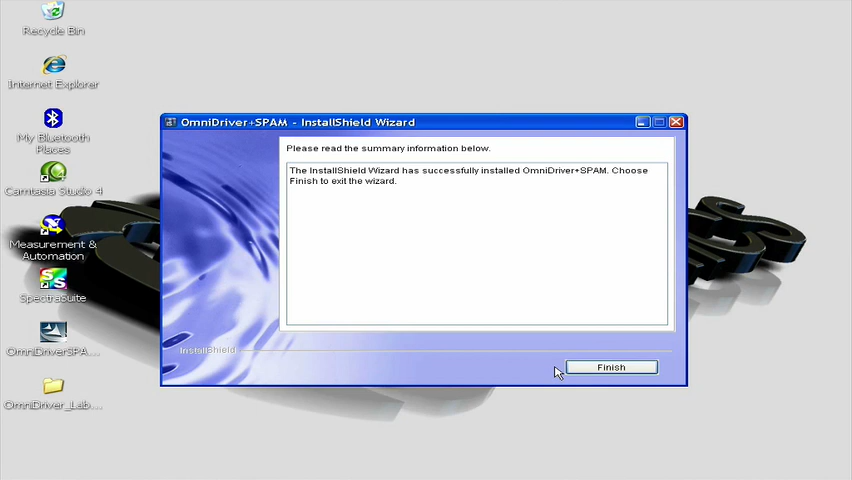 Recycle Bin
Internet Explorer
My Bluetooth
Places
Camtasia Studio 4
Measurement &
Automation
SpectraSuite
OmniDriverSPA...
OmniDriver_Lab...
OmniDriver+SPAM - InstallShield Wizard
Please read the summary information below.
The InstallShield Wizard has successfully installed OmniDriver+SPAM. Choose
Finish to exit the wizard.
InstallShield
Finish